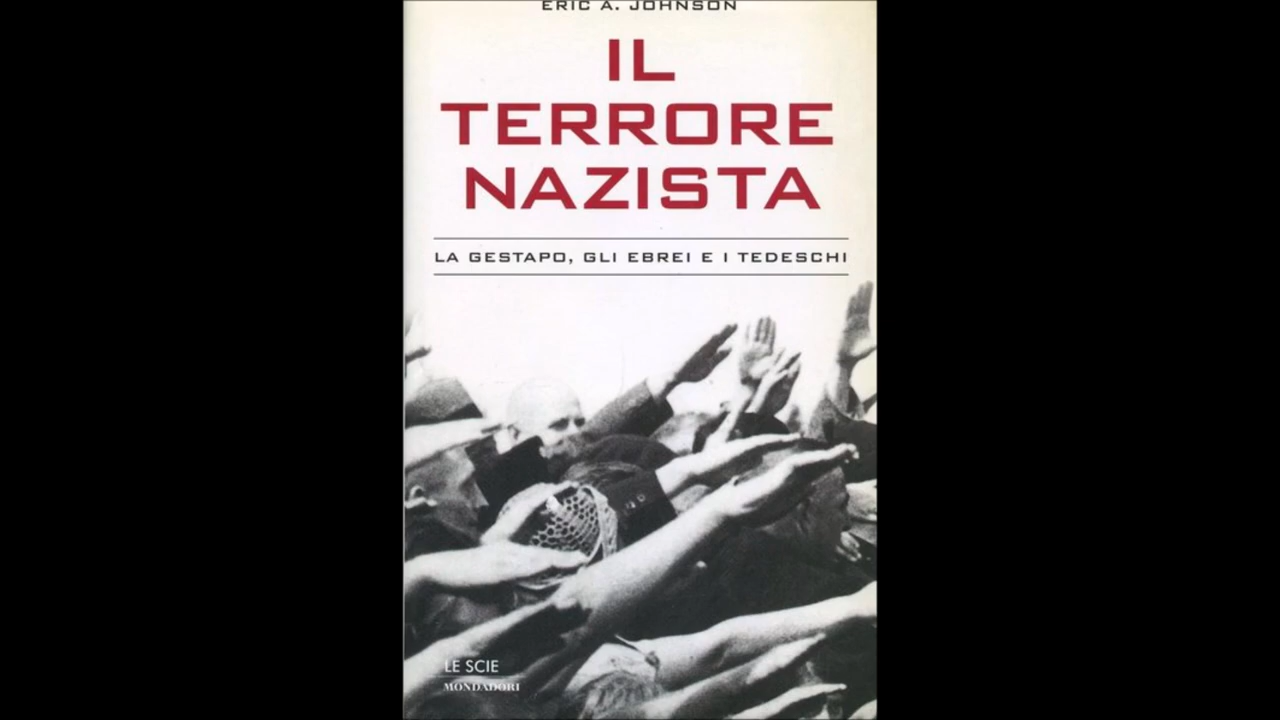 ERIC A. JOHNSON
IL
TERRORE
NAZISTA
LA GESTAPO, GLI EBREI E I TEDESCHI
LE SCIE
MONDADORI